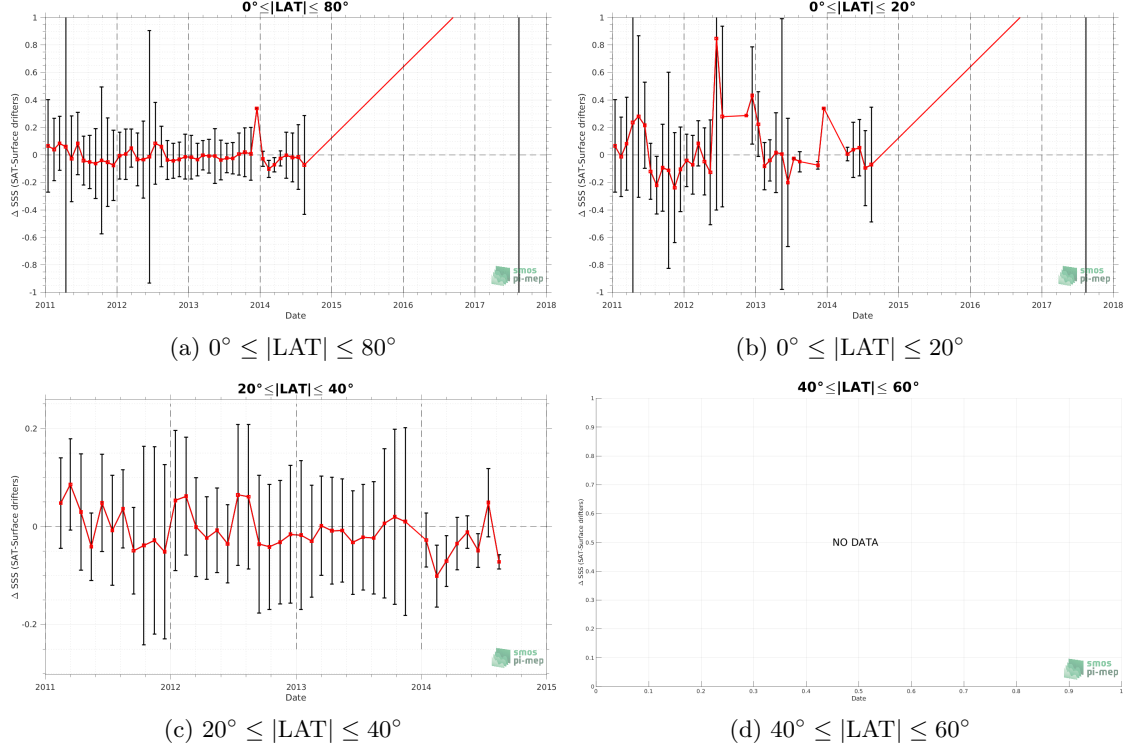 0°≤|LAT|≤ 80°
Δ SSS (SAT-Surface drifters)
1
0.8
0.6
0.4
0.2
0
-0.2
-0.4
-0.6
-0.8
-1
2011 2012 2013 2014 2015 2016 2017 2018
Date
smos
pi-mep
(a) 0° ≤ |LAT| ≤ 80°
0°≤|LAT|≤ 20°
Δ SSS (SAT-Surface drifters)
1
0.8
0.6
0.4
0.2
0
-0.2
-0.4
-0.6
-0.8
-1
2011 2012 2013 2014 2015 2016 2017 2018
Date
smos
pi-mep
(b) 0° ≤ |LAT| ≤ 20°
20°≤|LAT|≤ 40°
Δ SSS (SAT-Surface drifters)
0.2
0
-0.2
2011 2012 2013 2014 2015
Date
smos
pi-mep
(c) 20° ≤ |LAT| ≤ 40°
40°≤|LAT|≤ 60°
Δ SSS (SAT-Surface drifters)
1
0.9
0.8
0.7
0.6
0.5
0.4
0.3
0.2
0.1
0
NO DATA
0 0.1 0.2 0.3 0.4 0.5 0.6 0.7 0.8 0.9 1
Date
smos
pi-mep
(d) 40° ≤ |LAT| ≤ 60°